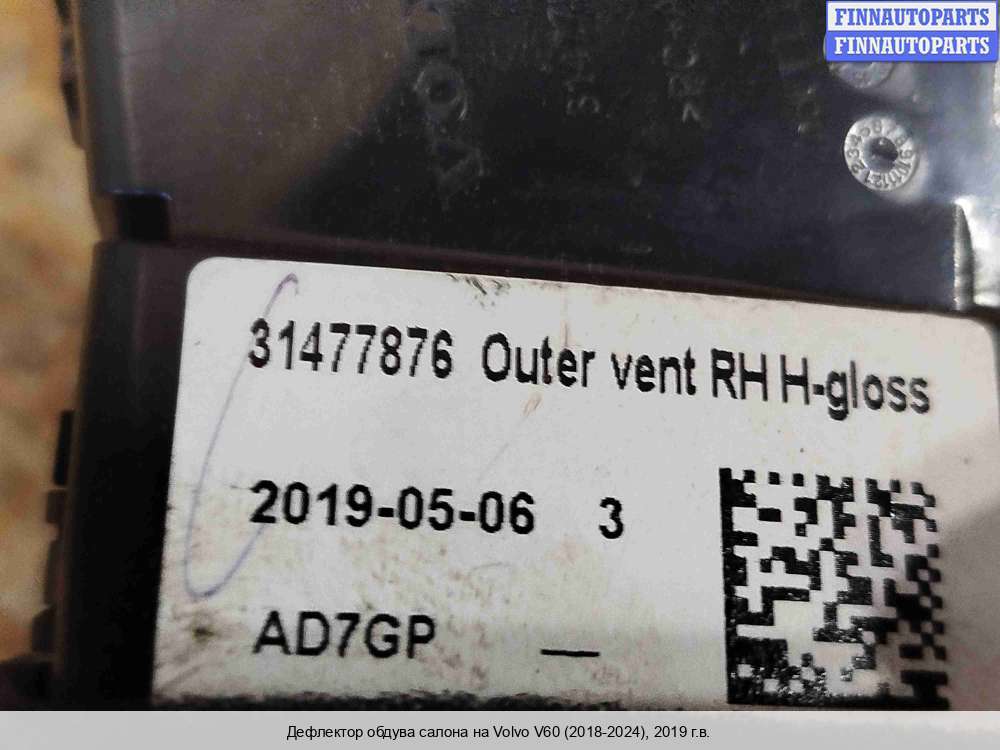 FINNAUTOPARTS
FINNAUTOPARTS
31477876 Outer vent RH H-gloss
2019-05-06 3
AD7GP _
Дефлектор обдува салона на Volvo V60 (2018-2024), 2019 г.в.